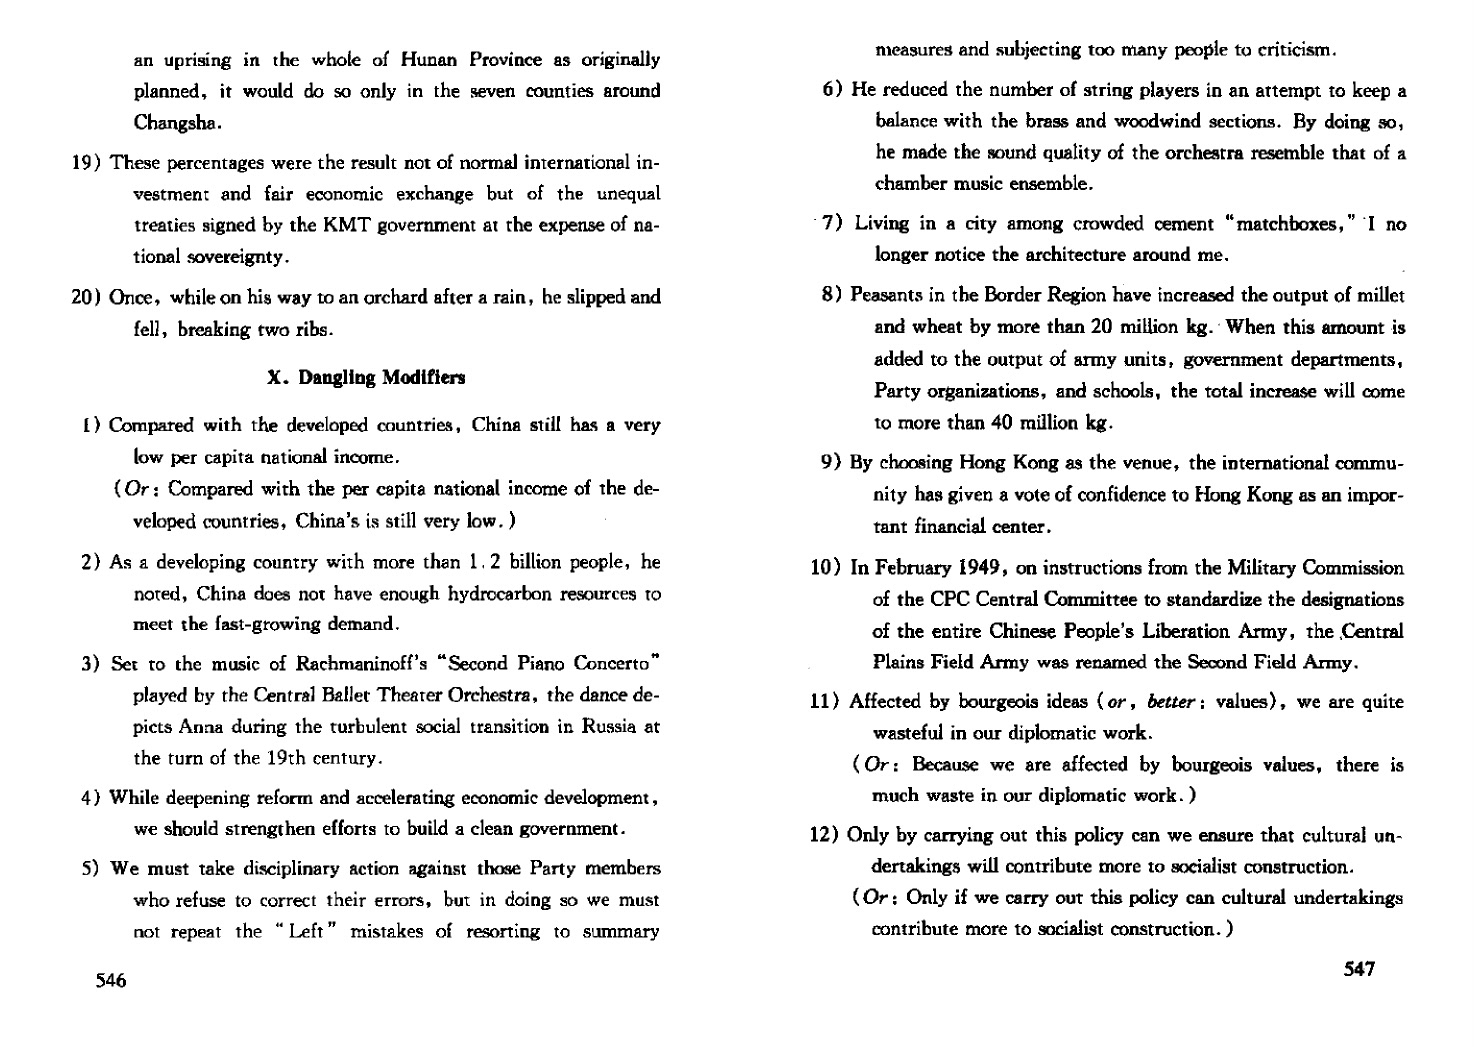 an uprising in the whole of Hunan Province as originally
planned, it would do so only in the seven counties around
Changsha.
19) These percentages were the result not of normal international in-
vestment and fair economic exchange but of the unequal
treaties signed by the KMT government at the expense of na-
tional sovereignty.
20) Once, while on his way to an orchard after a rain, he slipped and
fell, breaking two ribs.
X. Dangling Modifiers
1) Compared with the developed countries, China still has a very
low per capita national income.
(Or: Compared with the per capita national income of the de-
veloped countries, China's is still very low.)
2) As a developing country with more than 1.2 billion people, he
noted, China does not have enough hydrocarbon resources to
meet the fast-growing demand.
3) Set to the music of Rachmaninoff's "Second Piano Concerto"
played by the Central Ballet Theater Orchestra, the dance de-
picts Anna during the turbulent social transition in Russia at
the turn of the 19th century.
4) While deepening reform and accelerating economic development,
we should strengthen efforts to build a clean government.
5) We must take disciplinary action against those Party members
who refuse to correct their errors, but in doing so we must
not repeat the "Left" mistakes of resorting to summary
546
measures and subjecting too many people to criticism.
6) He reduced the number of string players in an attempt to keep a
balance with the brass and woodwind sections. By doing so,
he made the sound quality of the orchestra resemble that of a
chamber music ensemble.
7) Living in a city among crowded cement "matchboxes," I no
longer notice the architecture around me.
8) Peasants in the Border Region have increased the output of millet
and wheat by more than 20 million kg. When this amount is
added to the output of army units, government departments,
Party organizations, and schools, the total increase will come
to more than 40 million kg.
9) By choosing Hong Kong as the venue, the international commu-
nity has given a vote of confidence to Hong Kong as an impor-
tant financial center.
10) In February 1949, on instructions from the Military Commission
of the CPC Central Committee to standardize the designations
of the entire Chinese People's Liberation Army, the Central
Plains Field Army was renamed the Second Field Army.
11) Affected by bourgeois ideas (or, better: values), we are quite
wasteful in our diplomatic work.
(Or: Because we are affected by bourgeois values, there is
much waste in our diplomatic work.)
12) Only by carrying out this policy can we ensure that cultural un-
dertakings will contribute more to socialist construction.
(Or: Only if we carry out this policy can cultural undertakings
contribute more to socialist construction.)
547